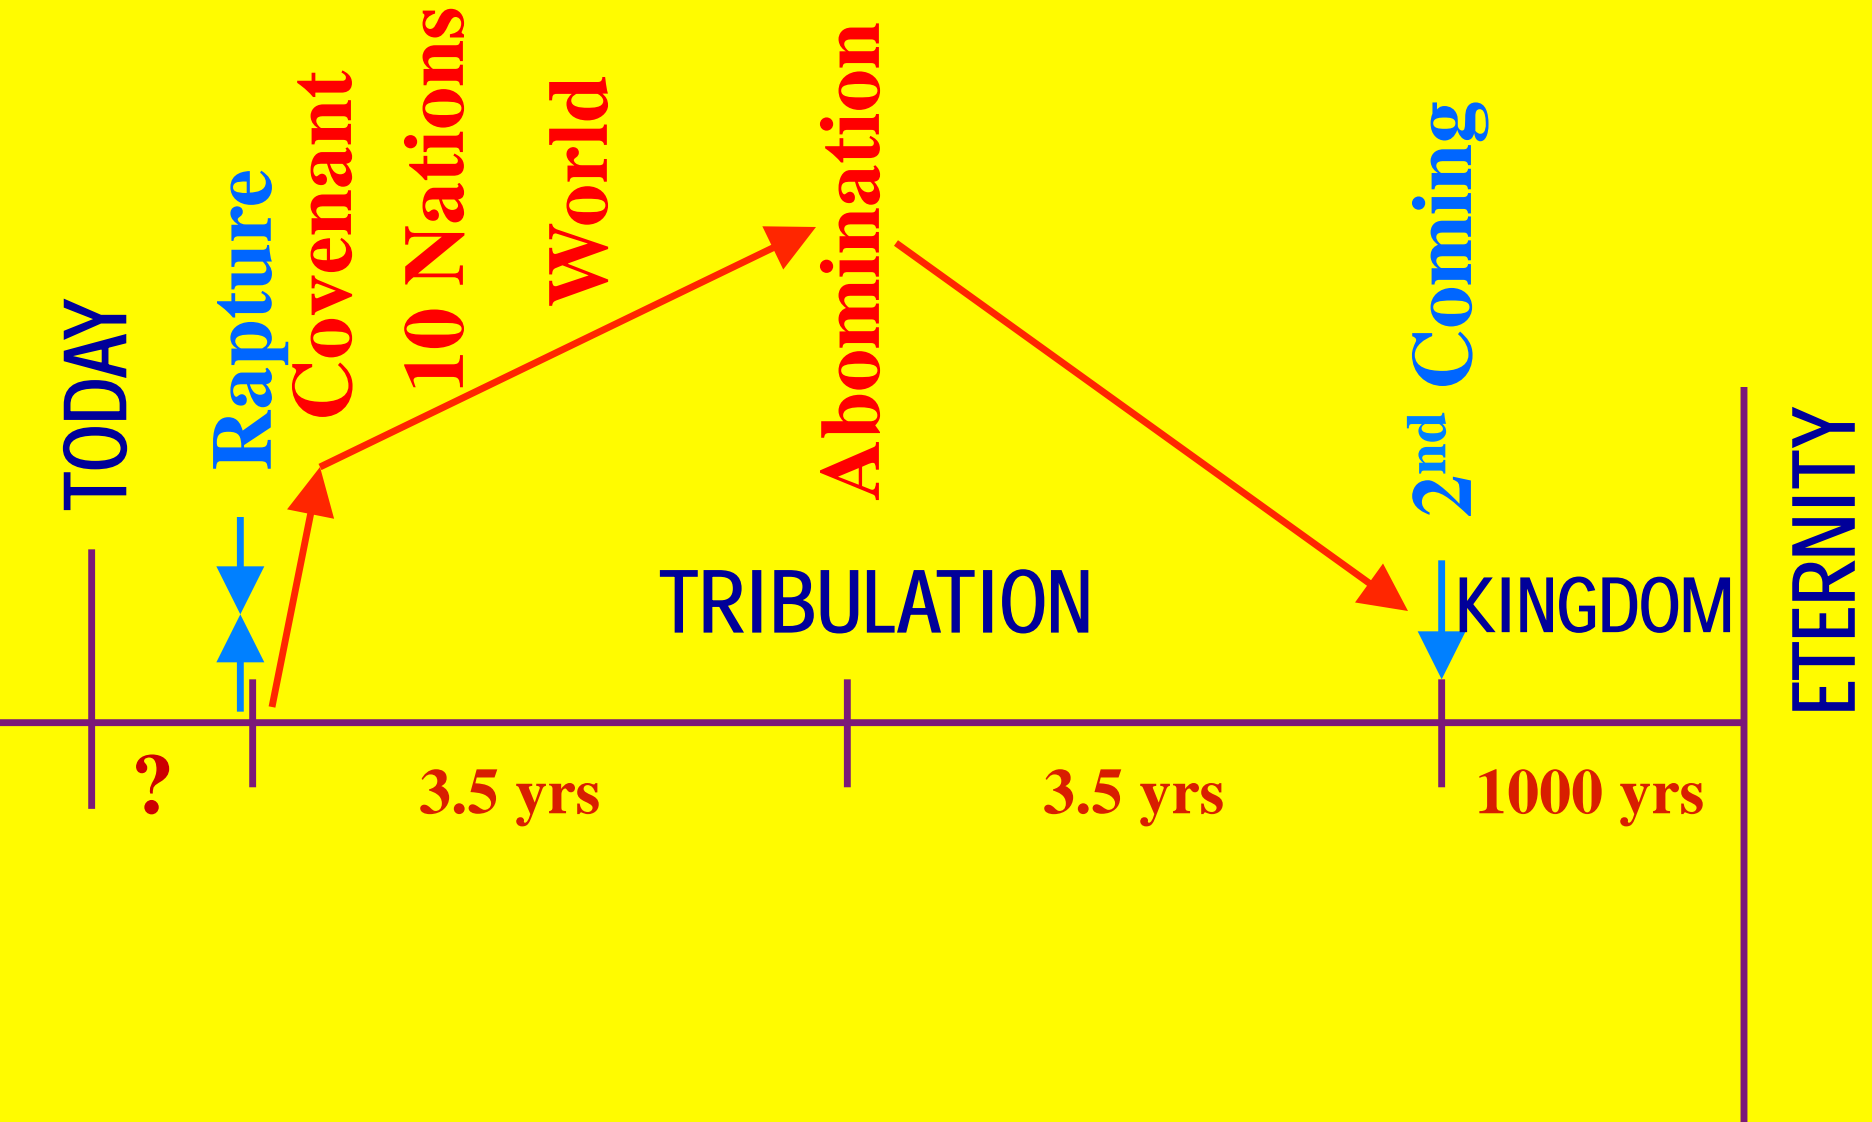 TODAY
Rapture
Covenant
10 Nations
World
Abomination
2nd Coming
ETERNITY
TRIBULATION
KINGDOM
?
3.5 yrs
3.5 yrs
1000 yrs